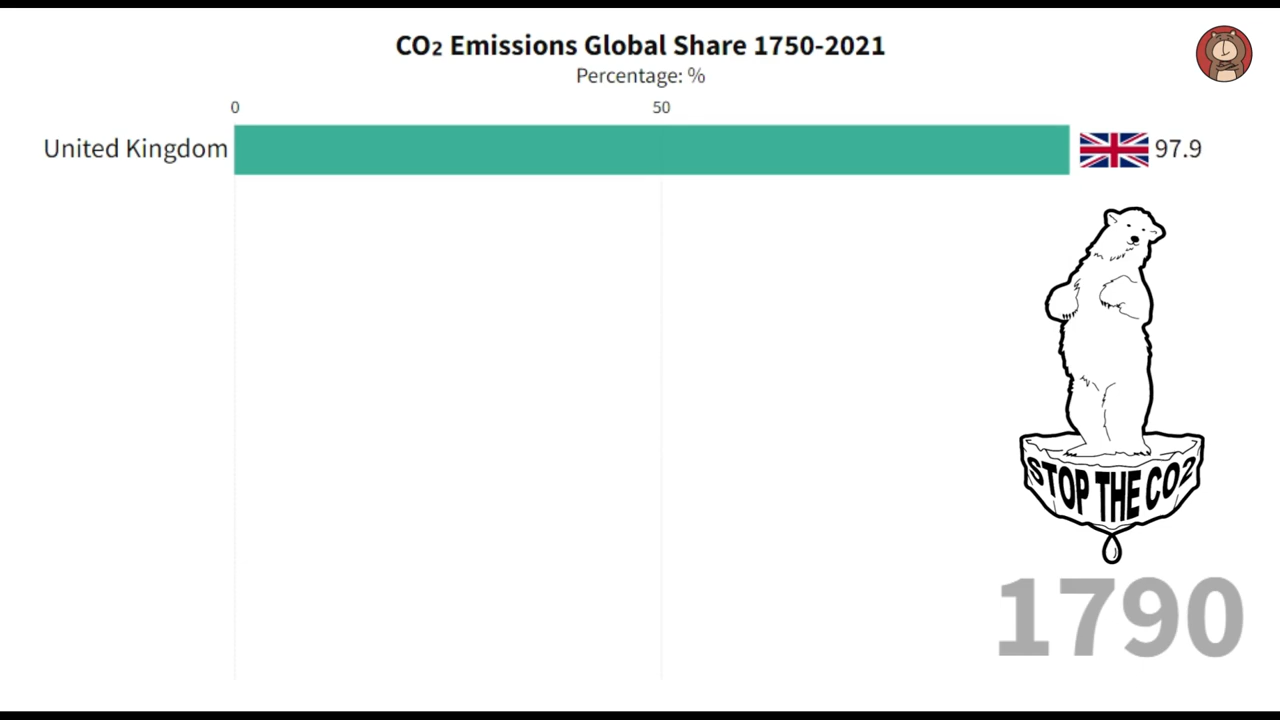 CO₂ Emissions Global Share 1750-2021
Percentage: %
0 50
United Kingdom 97.9
STOP THE CO2
1790